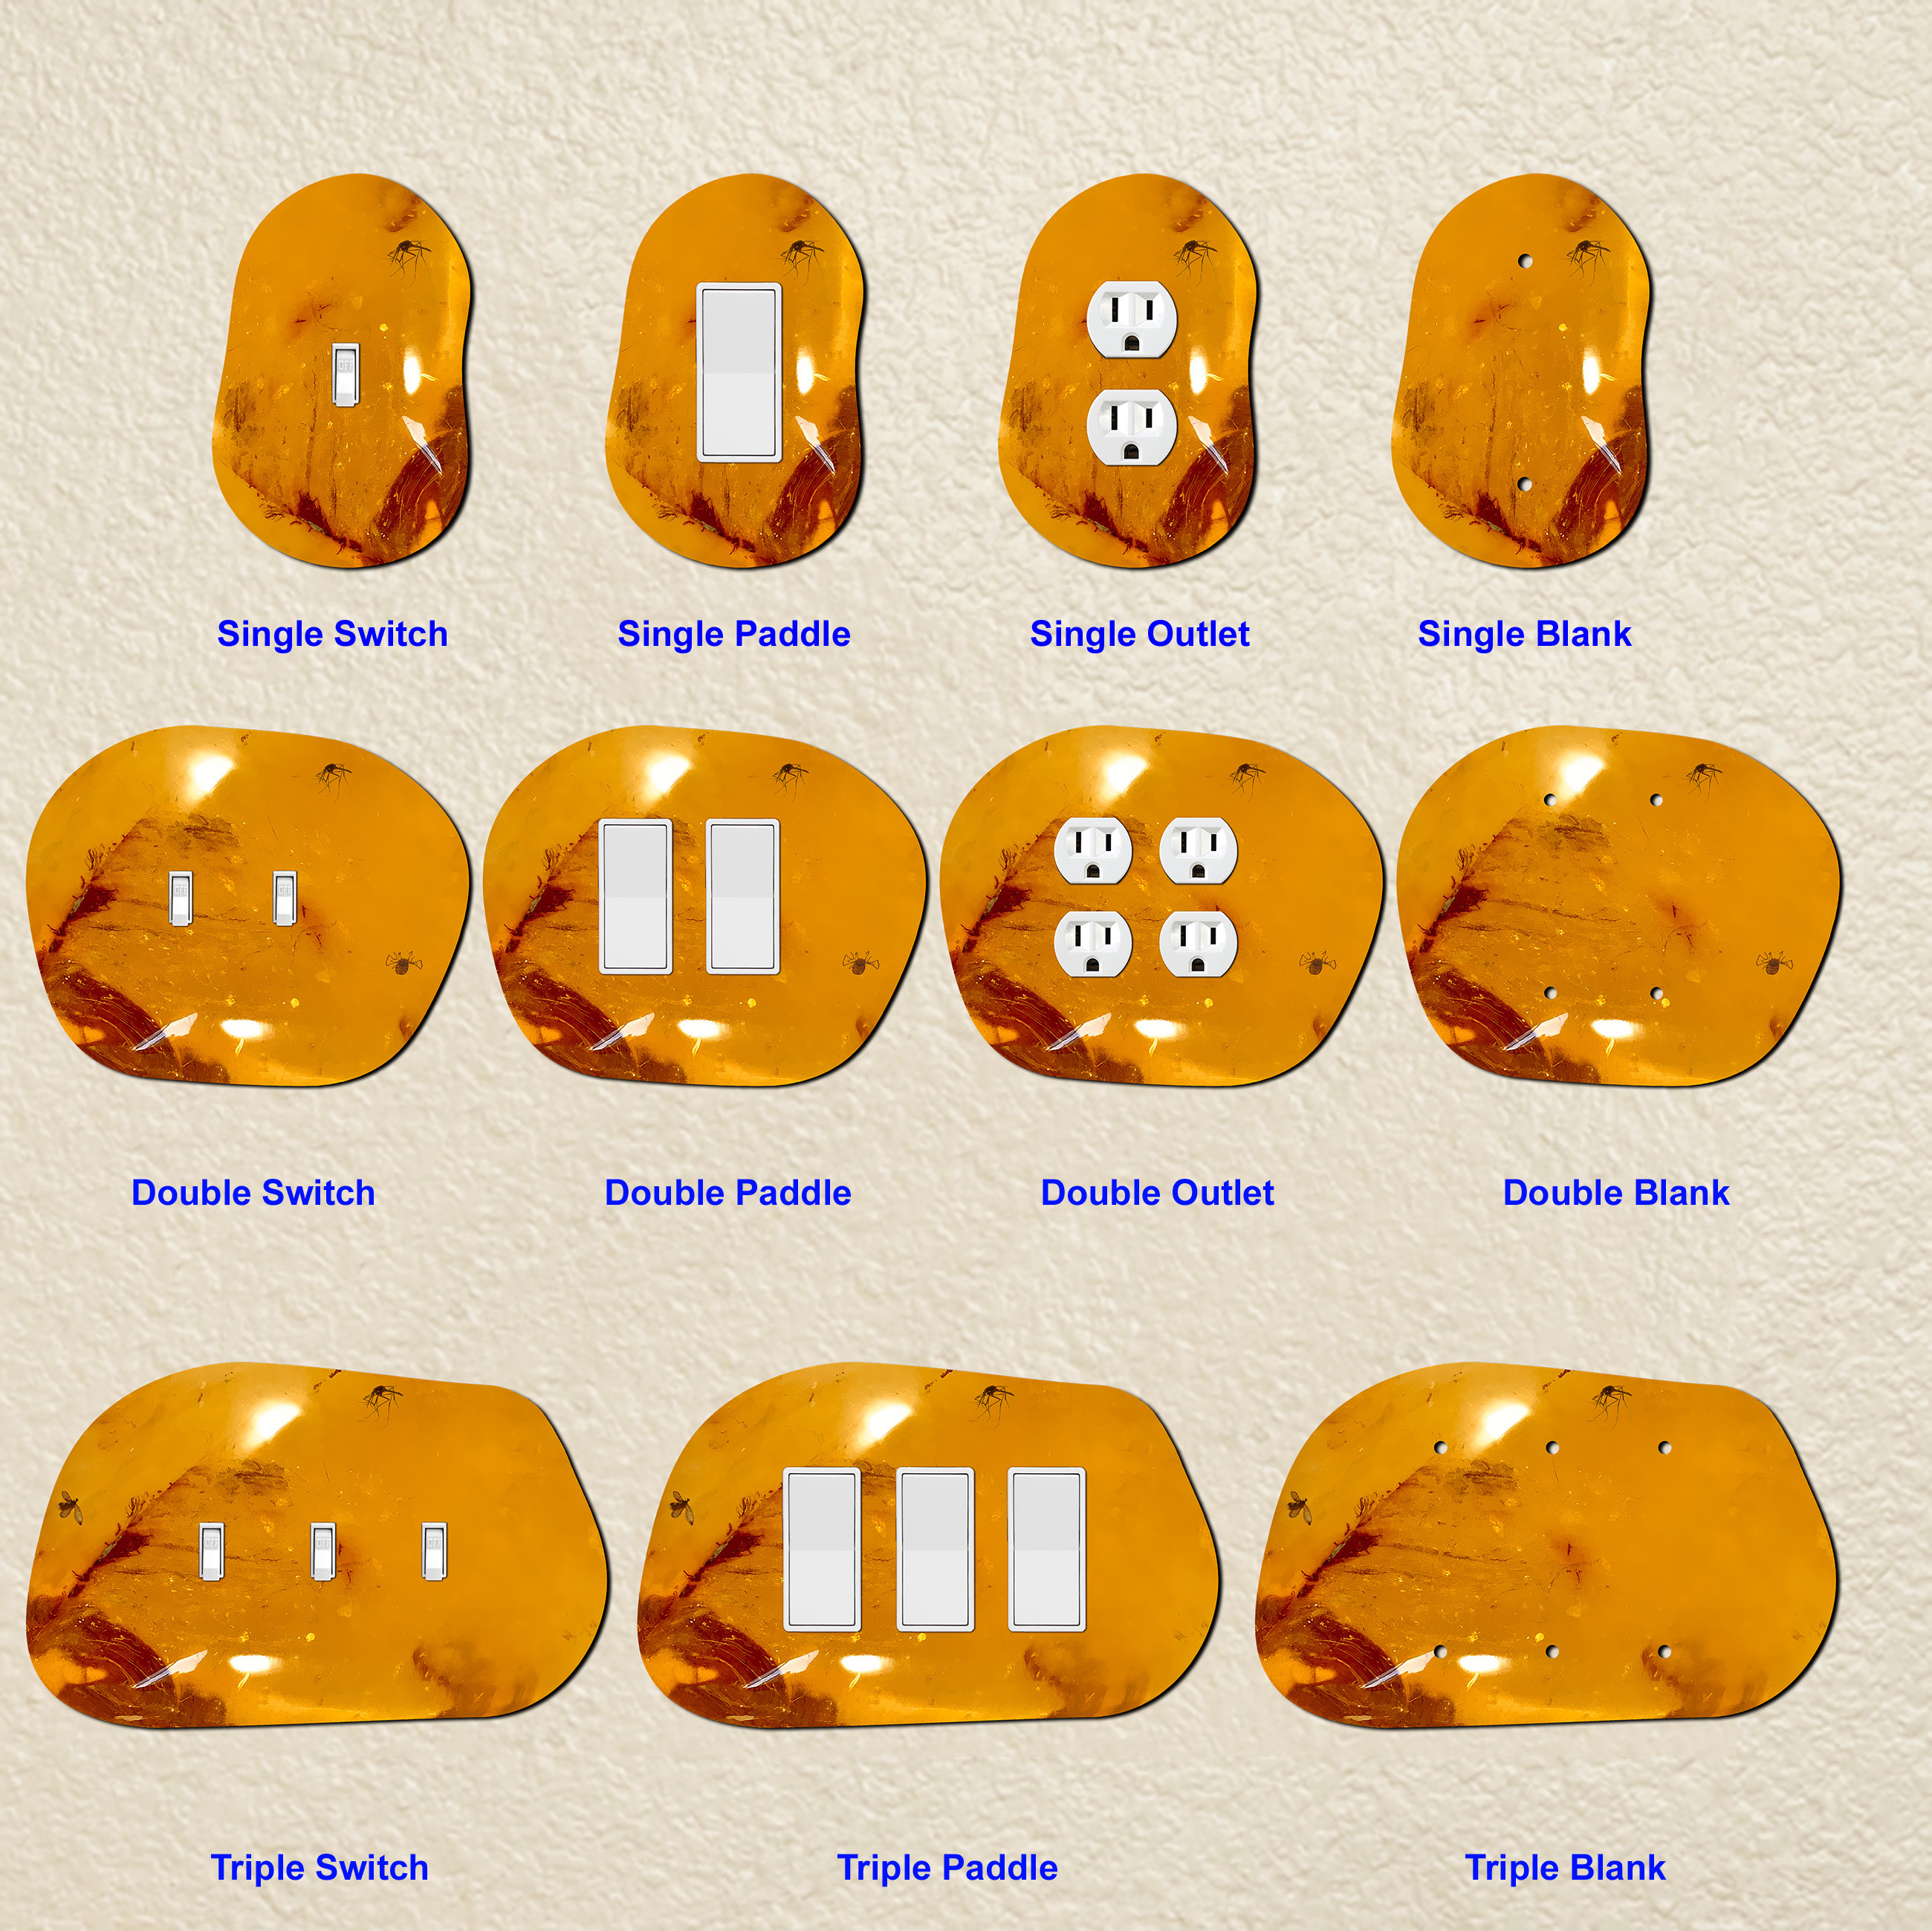 Single Switch
Single Paddle
Single Outlet
Single Blank
Double Switch
Double Paddle
Double Outlet
Double Blank
Triple Switch
Triple Paddle
Triple Blank